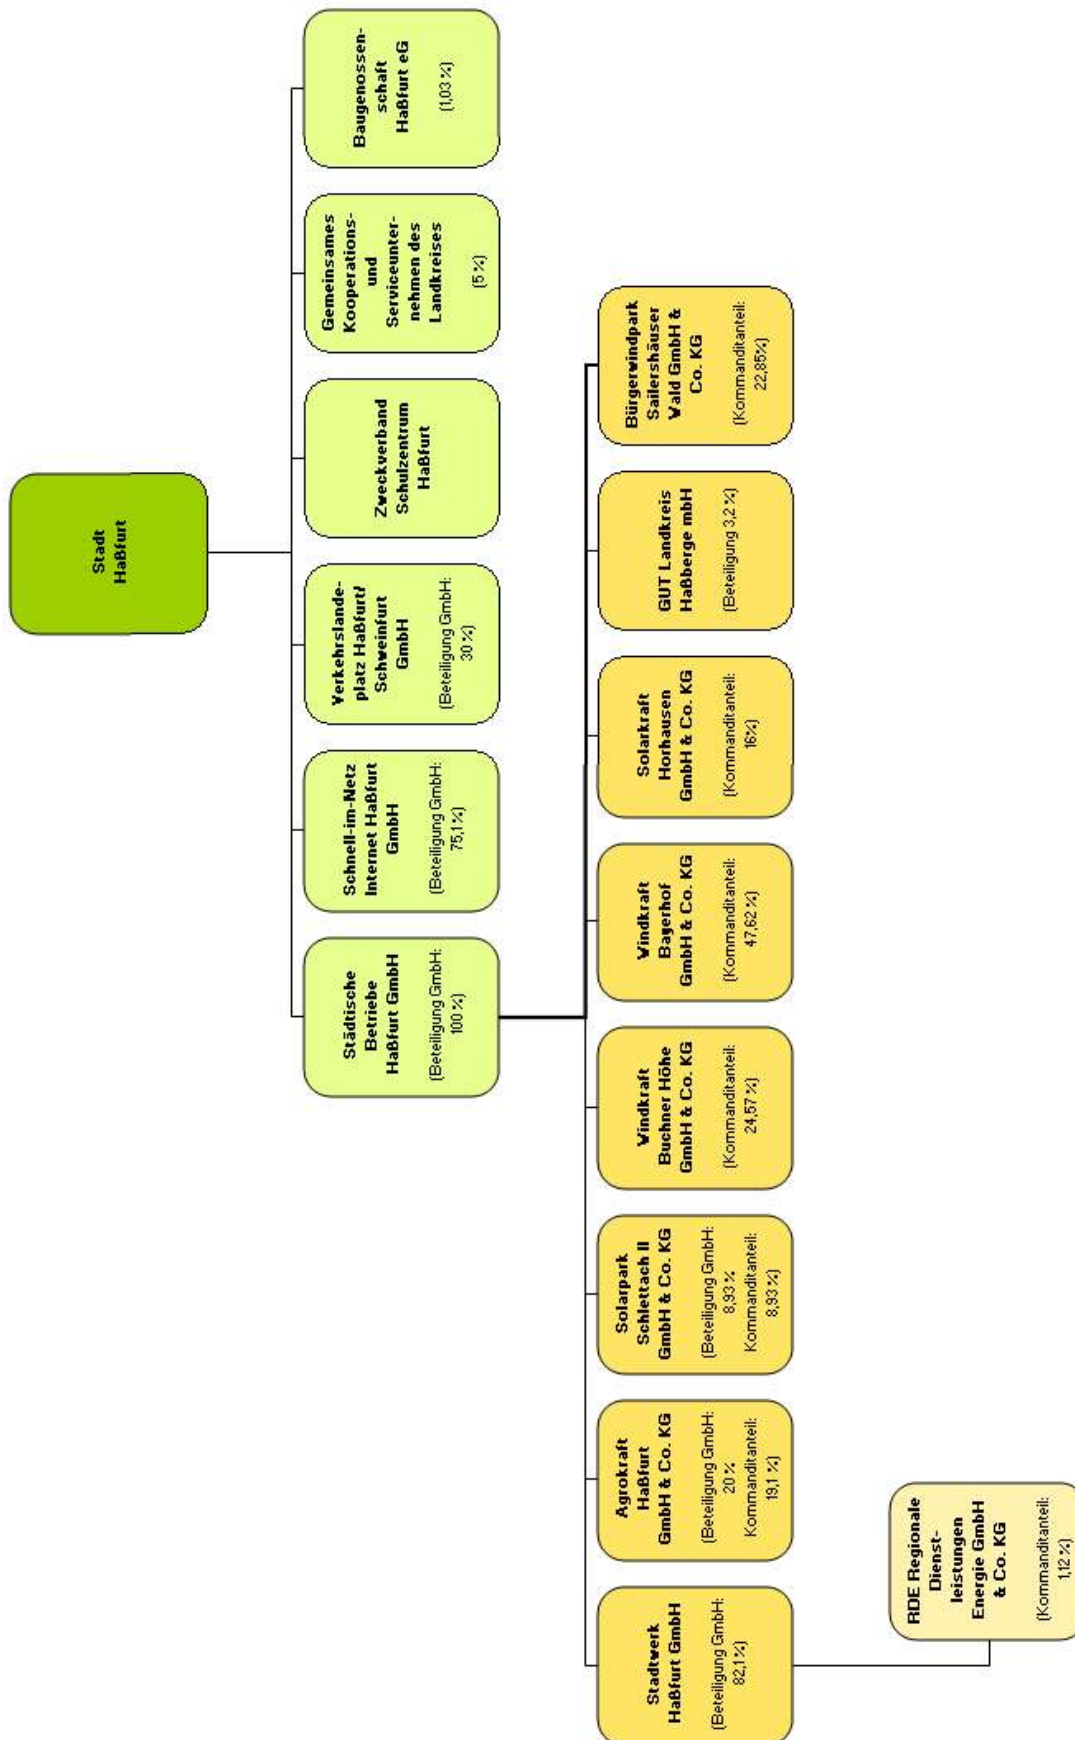 Stadt
Haßfurt
Städtische
Betriebe
Haßfurt GmbH
(Beteiligung GmbH:
100 %)
Schnell-im-Netz
Internet Haßfurt
GmbH
(Beteiligung GmbH:
75,1 %)
Verkehrslande-
platz Haßfurt/
Schweinfurt
GmbH
(Beteiligung GmbH:
30 %)
Zweckverband
Schulzentrum
Haßfurt
Gemeinsames
Kooperations-
und
Serviceunter-
nehmen des
Landkreises
(5 %)
Baugenossen-
schaft
Haßfurt eG
(1,03 %)
Stadtwerk
Haßfurt GmbH
(Beteiligung GmbH:
82,1 %)
Agrokraft
Haßfurt
GmbH & Co. KG
(Beteiligung GmbH:
20 %
Kommanditanteil:
19,1 %)
Solarpark
Schlettach II
GmbH & Co. KG
(Beteiligung GmbH:
8,93 %
Kommanditanteil:
8,93 %)
Windkraft
Buchner Höhe
GmbH & Co. KG
(Kommanditanteil:
24,57 %)
Windkraft
Bayerhof
GmbH & Co. KG
(Kommanditanteil:
47,62 %)
Solarkraft
Horhausen
GmbH & Co. KG
(Kommanditanteil:
16%)
GUT Landkreis
Haßberge mbH
(Beteiligung 3,2 %)
Bürgerwindpark
Sailershäuser
Wald GmbH &
Co. KG
(Kommanditanteil:
22,85%)
RDE Regionale
Dienst-
leistungen
Energie GmbH
& Co. KG
(Kommanditanteil:
1,12 %)